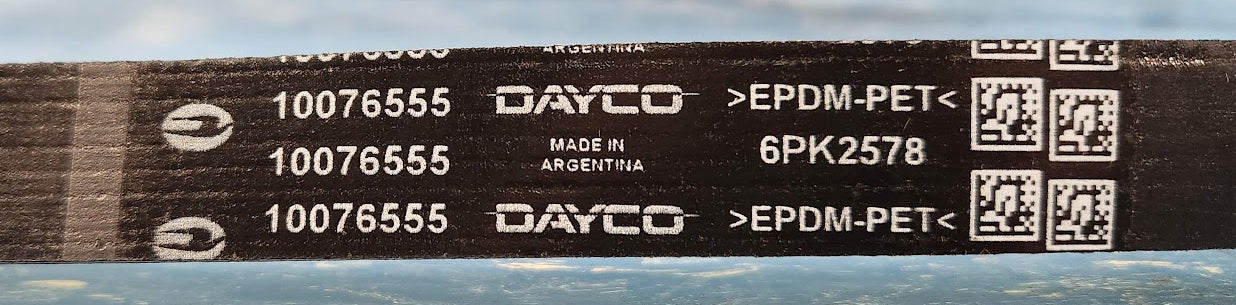 ARGENTINA
10076555 DAYCO >EPDM-PET<
MADE IN
10076555 ARGENTINA 6PK2578
10076555 DAYCO >EPDM-PET<